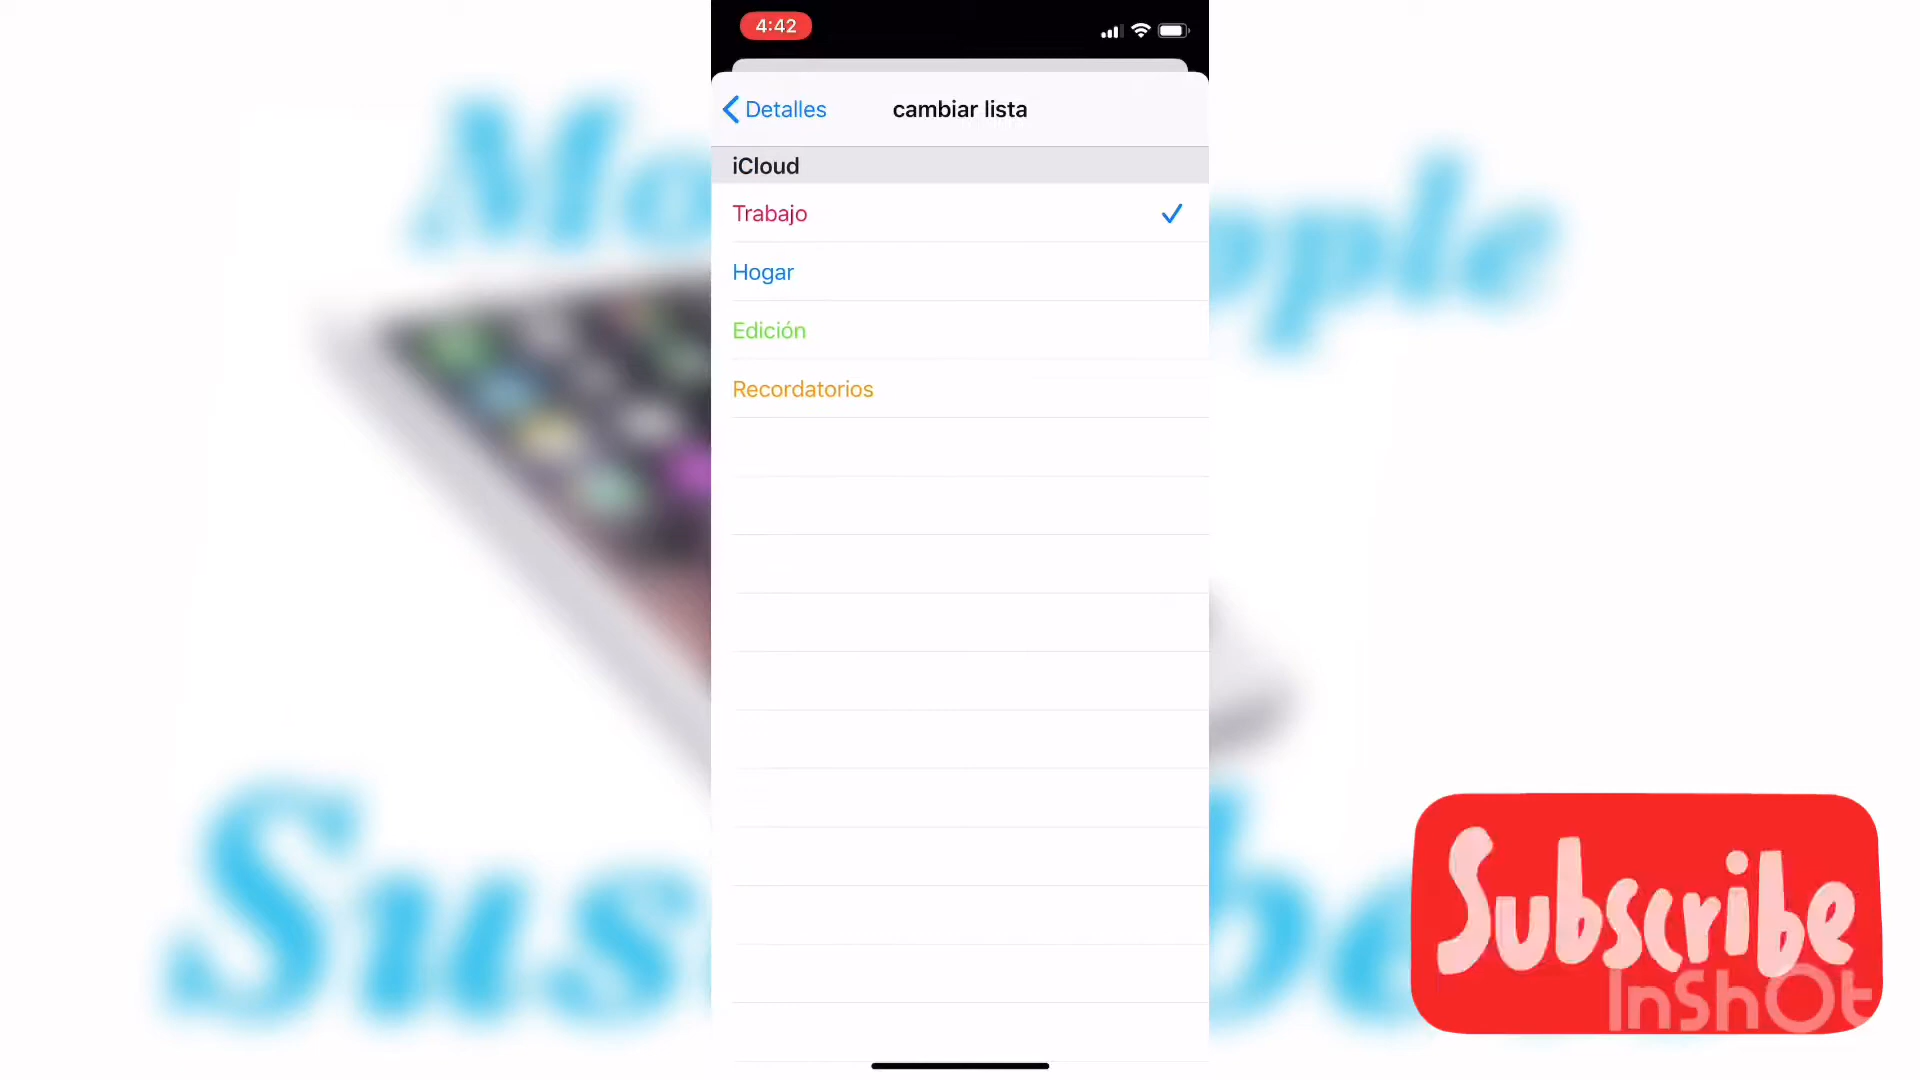 4:42
Detalles
cambiar lista
iCloud
Trabajo
Hogar
Edición
Recordatorios
Subscribe
InShOt